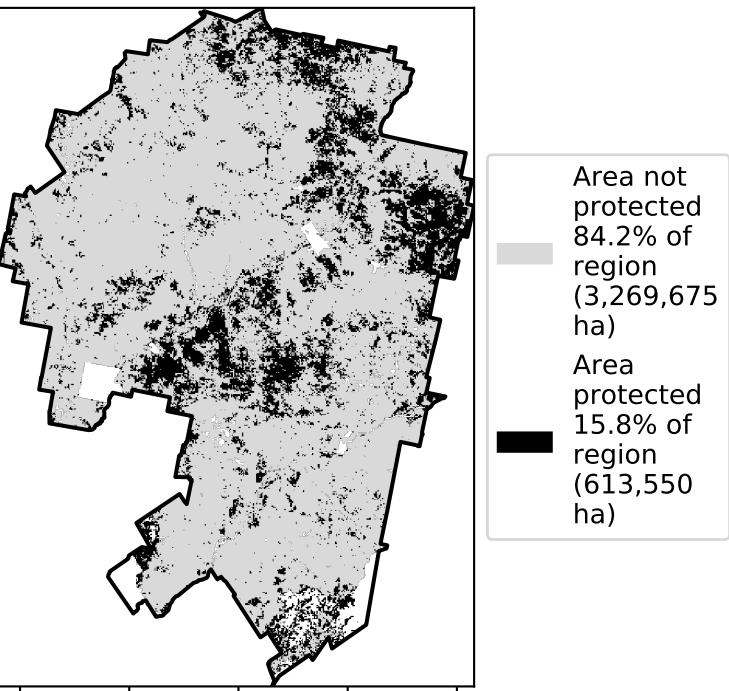 Area not
protected
84.2% of
region
(3,269,675
ha)
Area
protected
15.8% of
region
(613,550
ha)